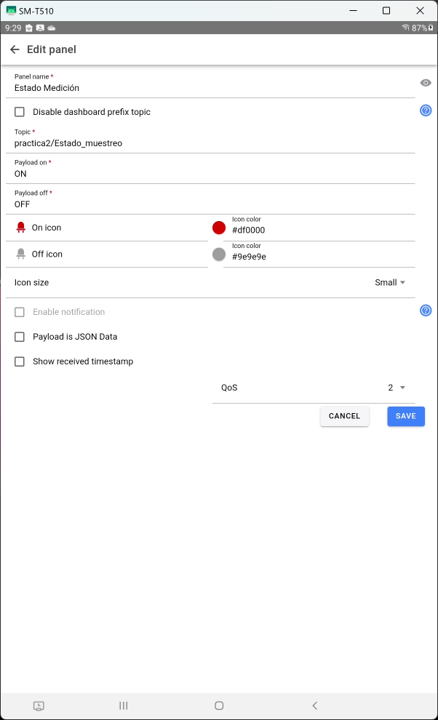 SM-T510
9:29
87%
Edit panel
Panel name *
Estado Medición
Disable dashboard prefix topic
Topic *
practica2/Estado_muestreo
Payload on *
ON
Payload off *
OFF
On icon
Icon color
#df0000
Off icon
Icon color
#9e9e9e
Icon size
Small
Enable notification
Payload is JSON Data
Show received timestamp
QoS
2
CANCEL
SAVE